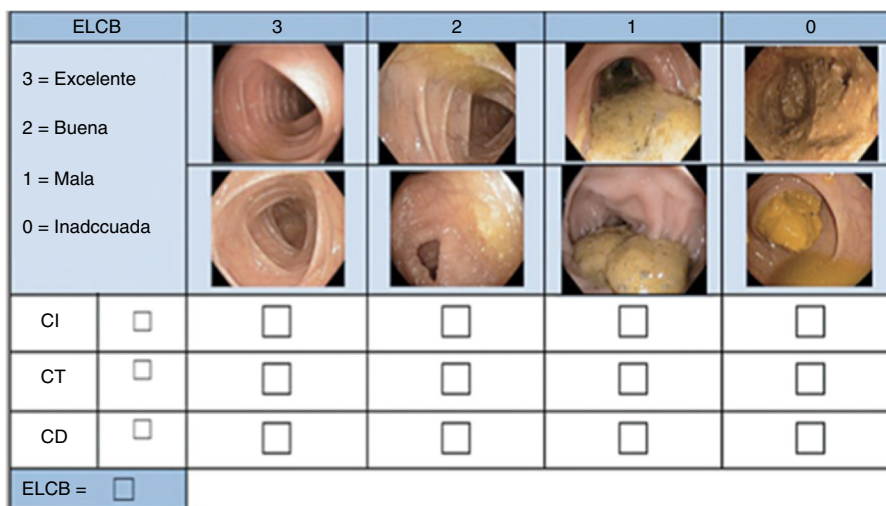 ELCB 3 2 1 0
3 = Excelente
2 = Buena
1 = Mala
0 = Inadccuada
CI
CT
CD
ELCB =